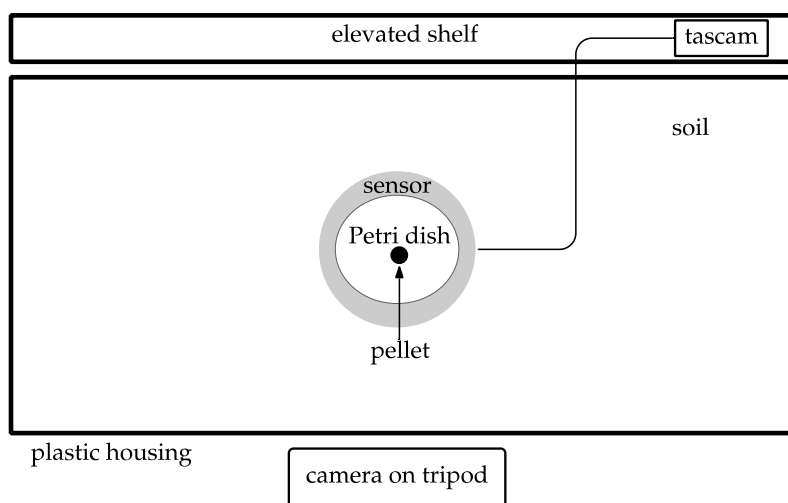 elevated shelf
tascam
soil
sensor
Petri dish
pellet
plastic housing
camera on tripod